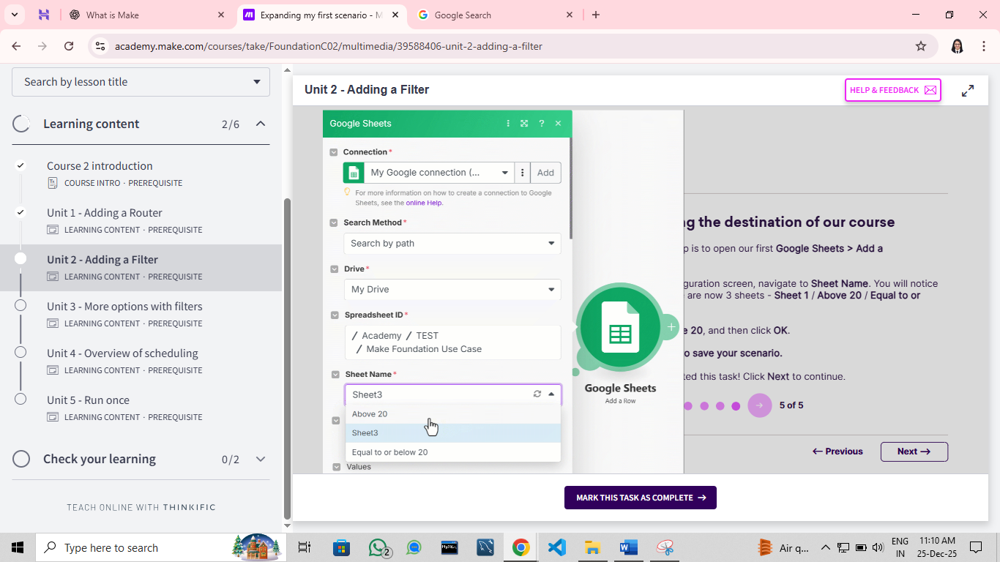 What is Make
Expanding my first scenario - M
Google Search
academy.make.com/courses/take/FoundationC02/multimedia/39588406-unit-2-adding-a-filter
Search by lesson title
Learning content 2/6
Course 2 introduction
COURSE INTRO · PREREQUISITE
Unit 1 - Adding a Router
LEARNING CONTENT · PREREQUISITE
Unit 2 - Adding a Filter
LEARNING CONTENT · PREREQUISITE
Unit 3 - More options with filters
LEARNING CONTENT · PREREQUISITE
Unit 4 - Overview of scheduling
LEARNING CONTENT · PREREQUISITE
Unit 5 - Run once
LEARNING CONTENT · PREREQUISITE
Check your learning 0/2
TEACH ONLINE WITH THINKIFIC
Unit 2 - Adding a Filter
HELP & FEEDBACK
Google Sheets
?
Connection *
My Google connection (...
Add
For more information on how to create a connection to Google
Sheets, see the online Help.
Search Method *
Search by path
Drive *
My Drive
Spreadsheet ID *
/ Academy / TEST
/ Make Foundation Use Case
Sheet Name *
Sheet3
Above 20
Sheet3
Equal to or below 20
Values
Google Sheets
Add a Row
g the destination of our course
p is to open our first Google Sheets > Add a
guration screen, navigate to Sheet Name. You will notice
e are now 3 sheets - Sheet 1 / Above 20 / Equal to or
e 20, and then click OK.
o save your scenario.
ted this task! Click Next to continue.
5 of 5
← Previous
Next →
MARK THIS TASK AS COMPLETE →
Type here to search
2
MySQL
Air q...
ENG
IN
11:10 AM
25-Dec-25